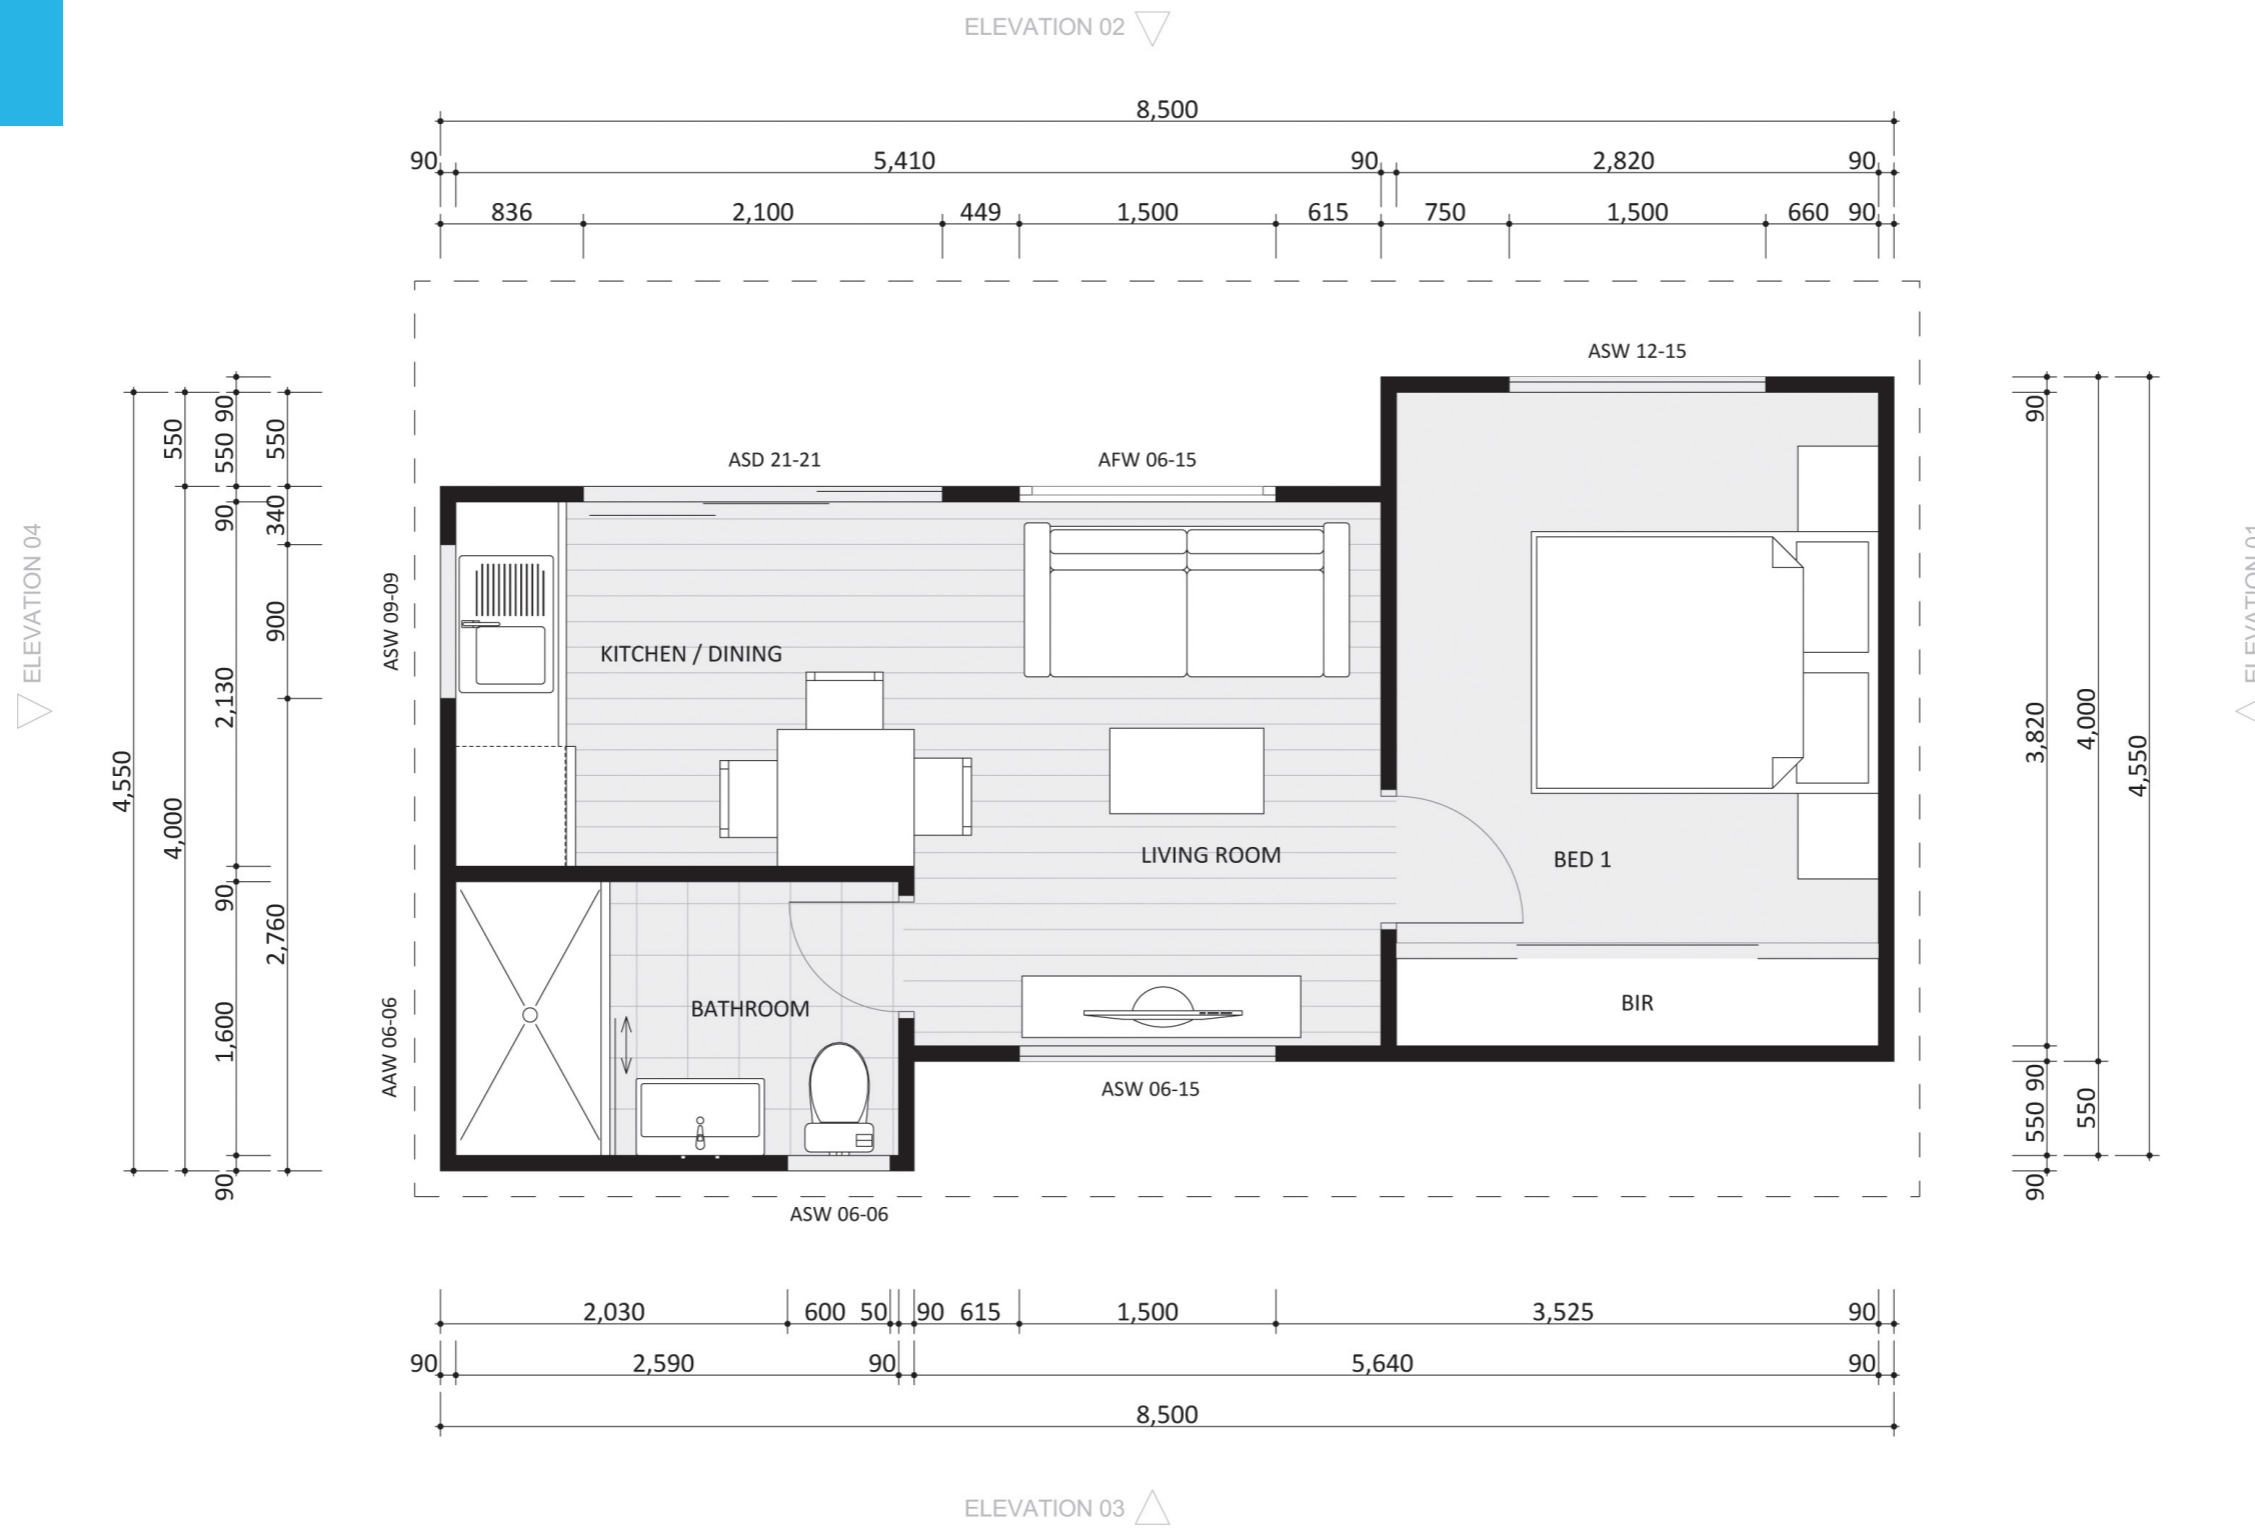 ELEVATION 02
8,500
90 5,410 90 2,820 90
836 2,100 449 1,500 615 750 1,500 660 90
ASW 12-15
ASD 21-21
AFW 06-15
ELEVATION 04
4,550
550
4,000
90
550
90
2,130
90
1,600
90
550
340
900
2,760
ASW 09-09
AAW 06-06
KITCHEN / DINING
LIVING ROOM
BED 1
BATHROOM
BIR
ASW 06-15
ASW 06-06
90
3,820
90
550
90
4,000
550
4,550
ELEVATION 01
2,030 600 50 90 615 1,500 3,525 90
90 2,590 90 5,640 90
8,500
ELEVATION 03